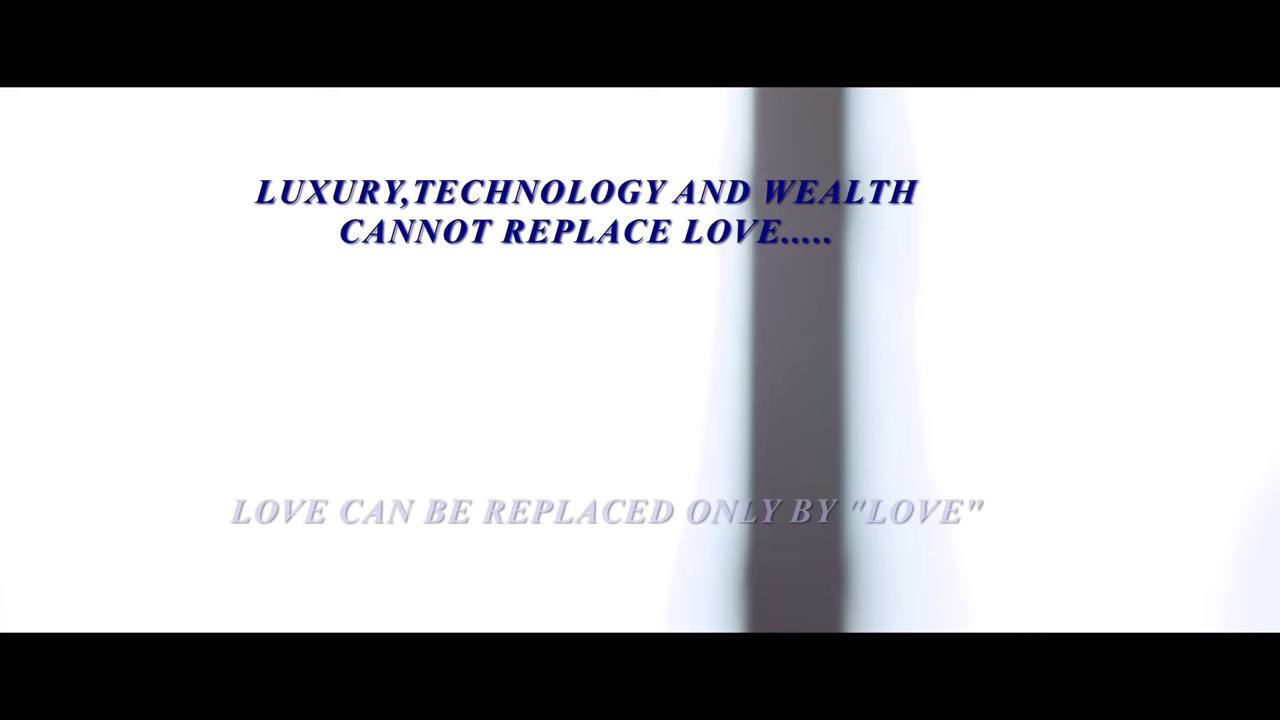 LUXURY,TECHNOLOGY AND WEALTH
CANNOT REPLACE LOVE.....
LOVE CAN BE REPLACED ONLY BY "LOVE"